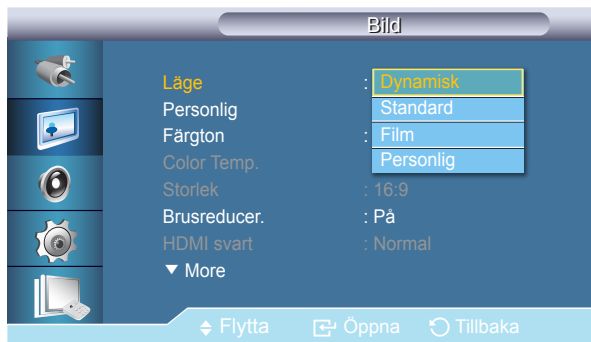 Bild
Läge : Dynamisk
Personlig Standard
Färgton : Film
Color Temp. Personlig
Storlek : 16:9
Brusreducer. : På
HDMI svart : Normal
▼ More
Flytta Öppna Tillbaka